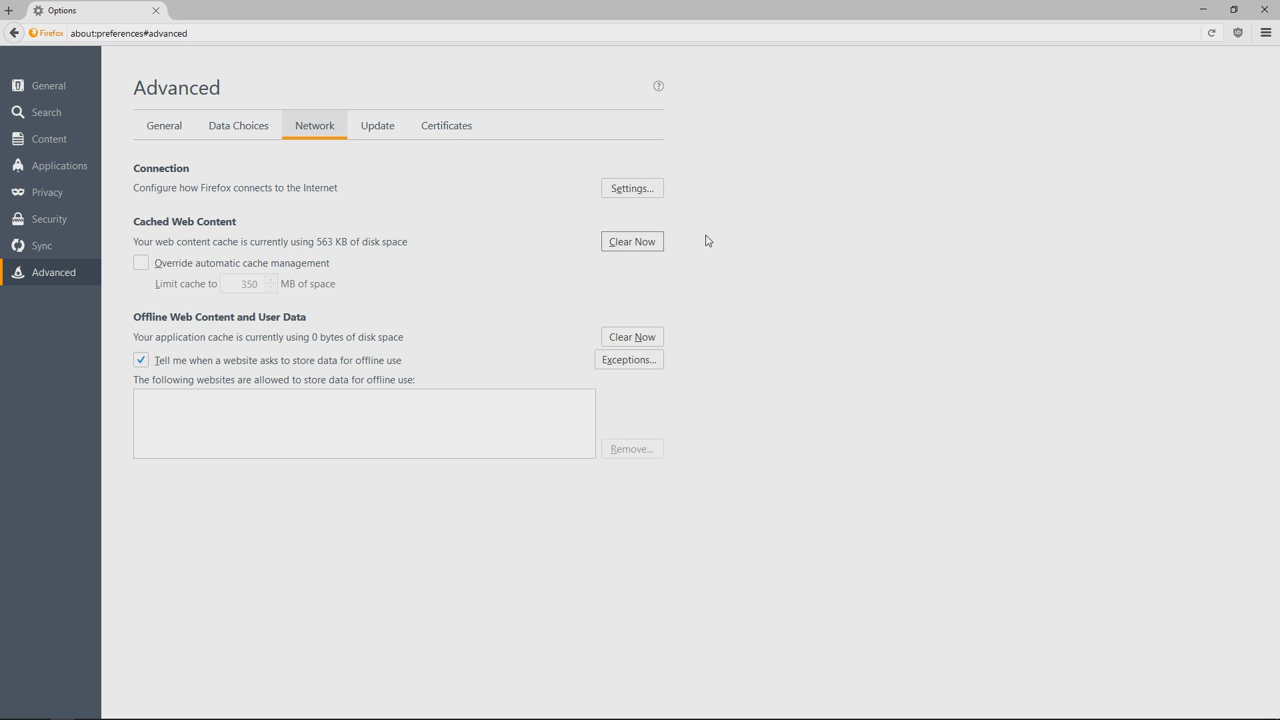 Options
Firefox about:preferences#advanced
General
Search
Content
Applications
Privacy
Security
Sync
Advanced
Advanced
General Data Choices Network Update Certificates
Connection
Configure how Firefox connects to the Internet Settings...
Cached Web Content
Your web content cache is currently using 563 KB of disk space Clear Now
Override automatic cache management
Limit cache to 350 MB of space
Offline Web Content and User Data
Your application cache is currently using 0 bytes of disk space Clear Now
Tell me when a website asks to store data for offline use Exceptions...
The following websites are allowed to store data for offline use:
Remove...